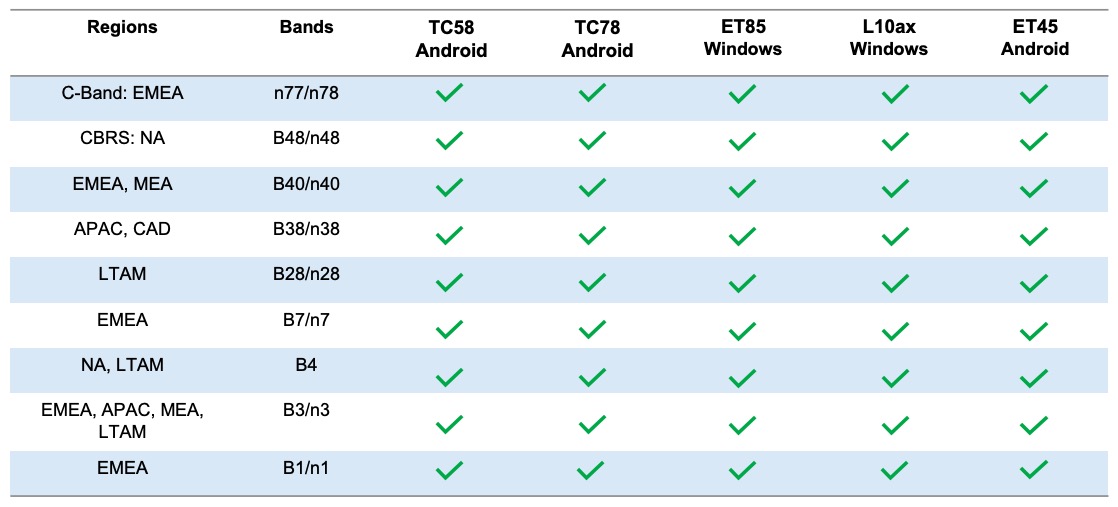 Regions Bands TC58 TC78 ET85 L10ax ET45
Android Android Windows Windows Android
C-Band: EMEA n77/n78
CBRS: NA B48/n48
EMEA, MEA B40/n40
APAC, CAD B38/n38
LTAM B28/n28
EMEA B7/n7
NA, LTAM B4
EMEA, APAC, MEA, B3/n3
LTAM
EMEA B1/n1